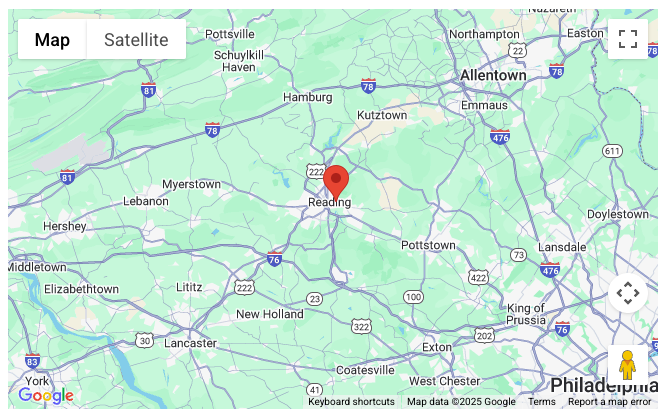 Nazareth
Map
Satellite
Pottsville
Northampton
Easton
22
Schuylkill
Haven
Allentown
78
81
78
Hamburg
Emmaus
Kutztown
78
476
611
81
222
Myerstown
Lebanon
Reading
Doylestown
Hershey
Pottstown
Lansdale
73
76
Middletown
476
422
Elizabethtown
Lititz
222
23
100
New Holland
King of
Prussia
322
76
202
30
Lancaster
Exton
83
Coatesville
York
West Chester
Philadelphia
41
Google
Keyboard shortcuts
Map data ©2025 Google
Terms
Report a map error